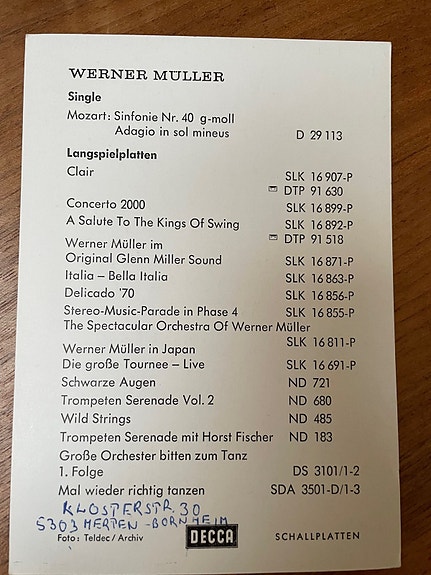 WERNER MÜLLER
Single
Mozart: Sinfonie Nr. 40 g-moll
Adagio in sol mineus D 29 113
Langspielplatten
Clair SLK 16 907-P
DTP 91 630
Concerto 2000 SLK 16 899-P
A Salute To The Kings Of Swing SLK 16 892-P
DTP 91 518
Werner Müller im
Original Glenn Miller Sound SLK 16 871-P
Italia – Bella Italia SLK 16 863-P
Delicado '70 SLK 16 856-P
Stereo-Music-Parade in Phase 4 SLK 16 855-P
The Spectacular Orchestra Of Werner Müller
SLK 16 811-P
Werner Müller in Japan
Die große Tournee – Live SLK 16 691-P
Schwarze Augen ND 721
Trompeten Serenade Vol. 2 ND 680
Wild Strings ND 485
Trompeten Serenade mit Horst Fischer ND 183
Große Orchester bitten zum Tanz
1. Folge DS 3101/1-2
Mal wieder richtig tanzen SDA 3501-D/1-3
KLOSTERSTR. 30
5303 MERTEN-BORNHEIM
Foto: Teldec/Archiv DECCA SCHALLPLATTEN